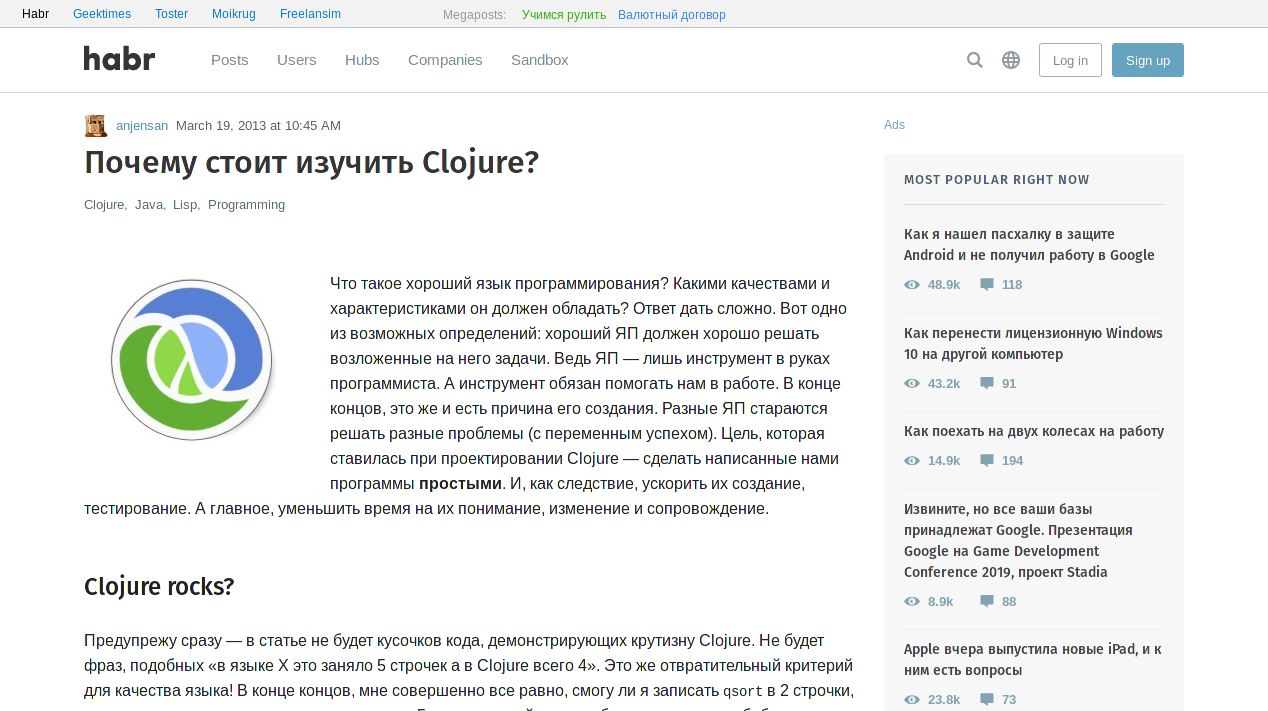 Habr Geektimes Toster Moikrug Freelansim Megaposts: Учимся рулить Валютный договор
habr Posts Users Hubs Companies Sandbox Log in Sign up
anjensan March 19, 2013 at 10:45 AM
Почему стоит изучить Clojure?
Clojure, Java, Lisp, Programming
Что такое хороший язык программирования? Какими качествами и
характеристиками он должен обладать? Ответ дать сложно. Вот одно
из возможных определений: хороший ЯП должен хорошо решать
возложенные на него задачи. Ведь ЯП — лишь инструмент в руках
программиста. А инструмент обязан помогать нам в работе. В конце
концов, это же и есть причина его создания. Разные ЯП стараются
решать разные проблемы (с переменным успехом). Цель, которая
ставилась при проектировании Clojure — сделать написанные нами
программы простыми. И, как следствие, ускорить их создание,
тестирование. А главное, уменьшить время на их понимание, изменение и сопровождение.
Clojure rocks?
Предупрежу сразу — в статье не будет кусочков кода, демонстрирующих крутизну Clojure. Не будет
фраз, подобных «в языке X это заняло 5 строчек а в Clojure всего 4». Это же отвратительный критерий
для качества языка! В конце концов, мне совершенно все равно, смогу ли я записать qsort в 2 строчки,
Ads
MOST POPULAR RIGHT NOW
Как я нашел пасхалку в защите
Android и не получил работу в Google
48.9k 118
Как перенести лицензионную Windows
10 на другой компьютер
43.2k 91
Как поехать на двух колесах на работу
14.9k 194
Извините, но все ваши базы
принадлежат Google. Презентация
Google на Game Development
Conference 2019, проект Stadia
8.9k 88
Apple вчера выпустила новые iPad, и к
ним есть вопросы
23.8k 73